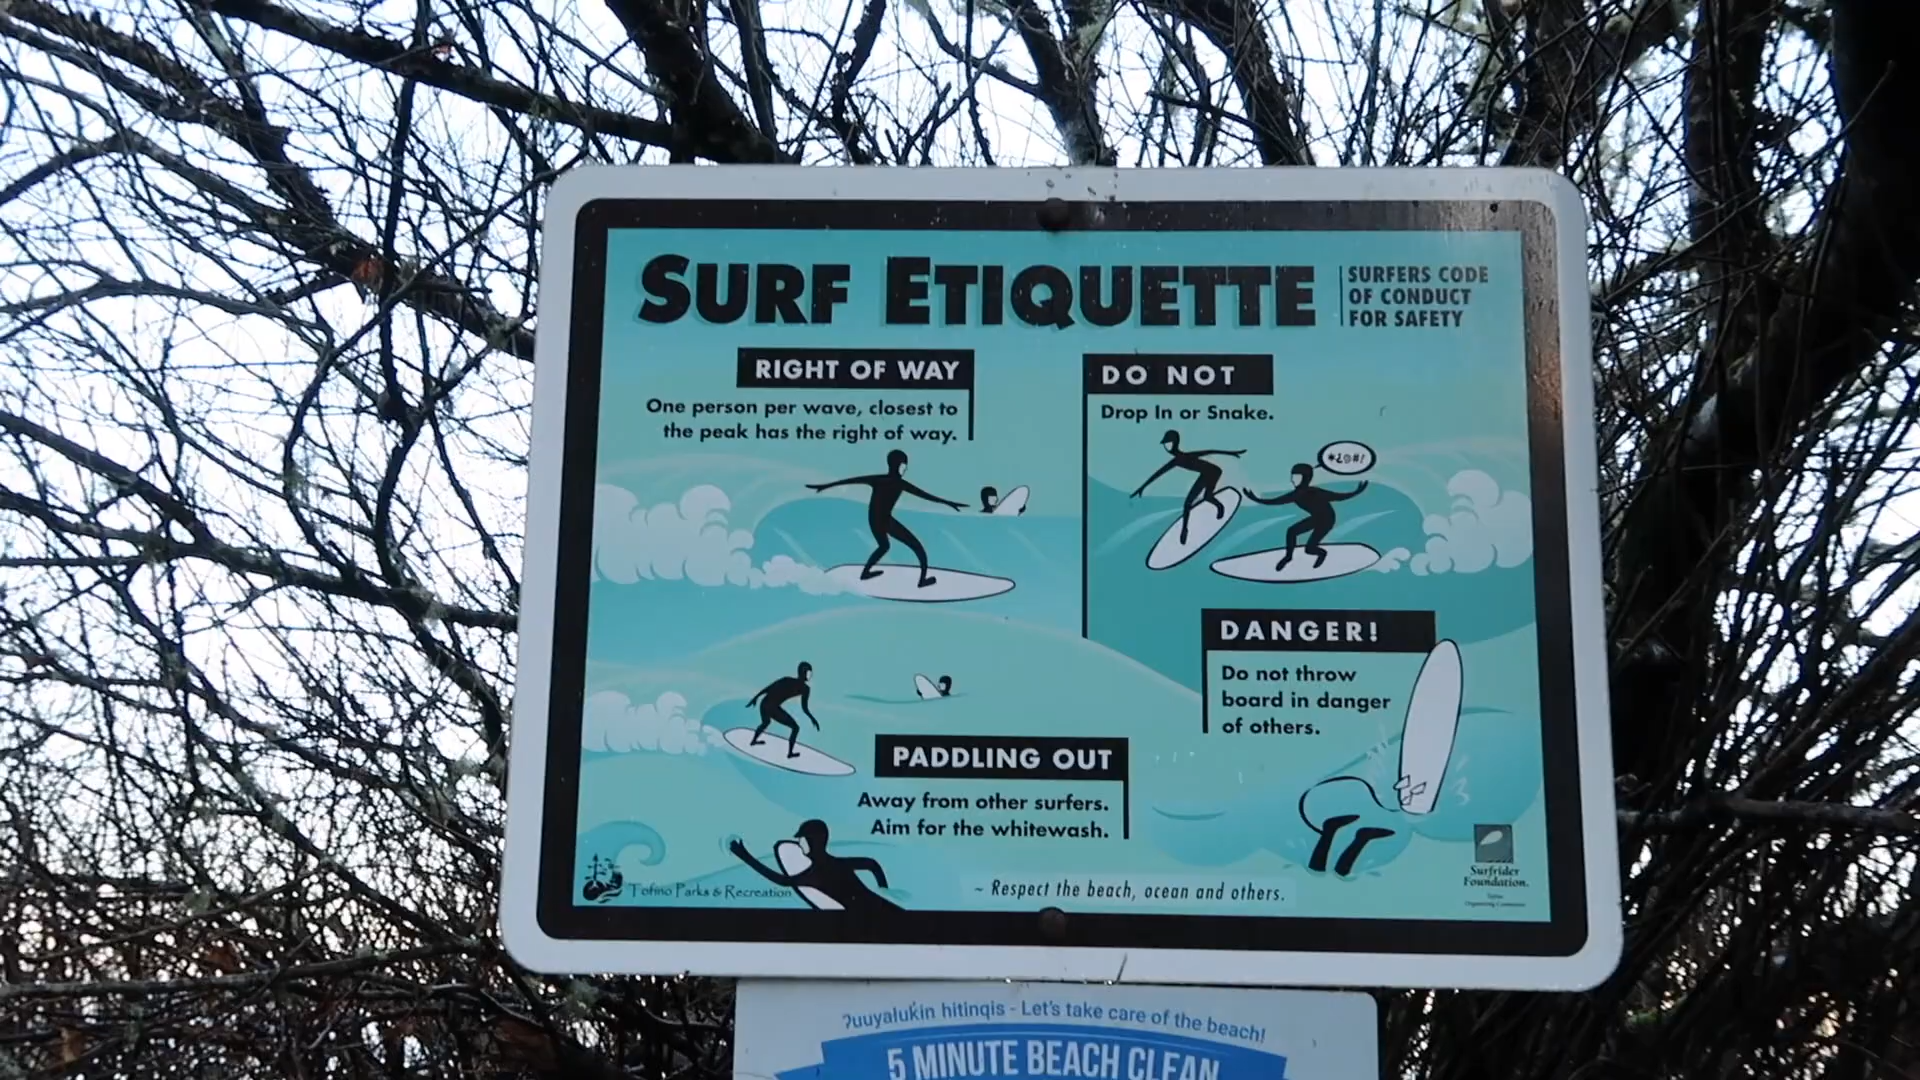 SURF ETIQUETTE
SURFERS CODE
OF CONDUCT
FOR SAFETY
RIGHT OF WAY
One person per wave, closest to
the peak has the right of way.
DO NOT
Drop In or Snake.
*¿@#!
DANGER!
Do not throw
board in danger
of others.
PADDLING OUT
Away from other surfers.
Aim for the whitewash.
Tofino Parks & Recreation
~ Respect the beach, ocean and others.
Surfrider
Foundation.
ʔuuyałuk̓in hitinqis - Let's take care of the beach!
5 MINUTE BEACH CLEAN